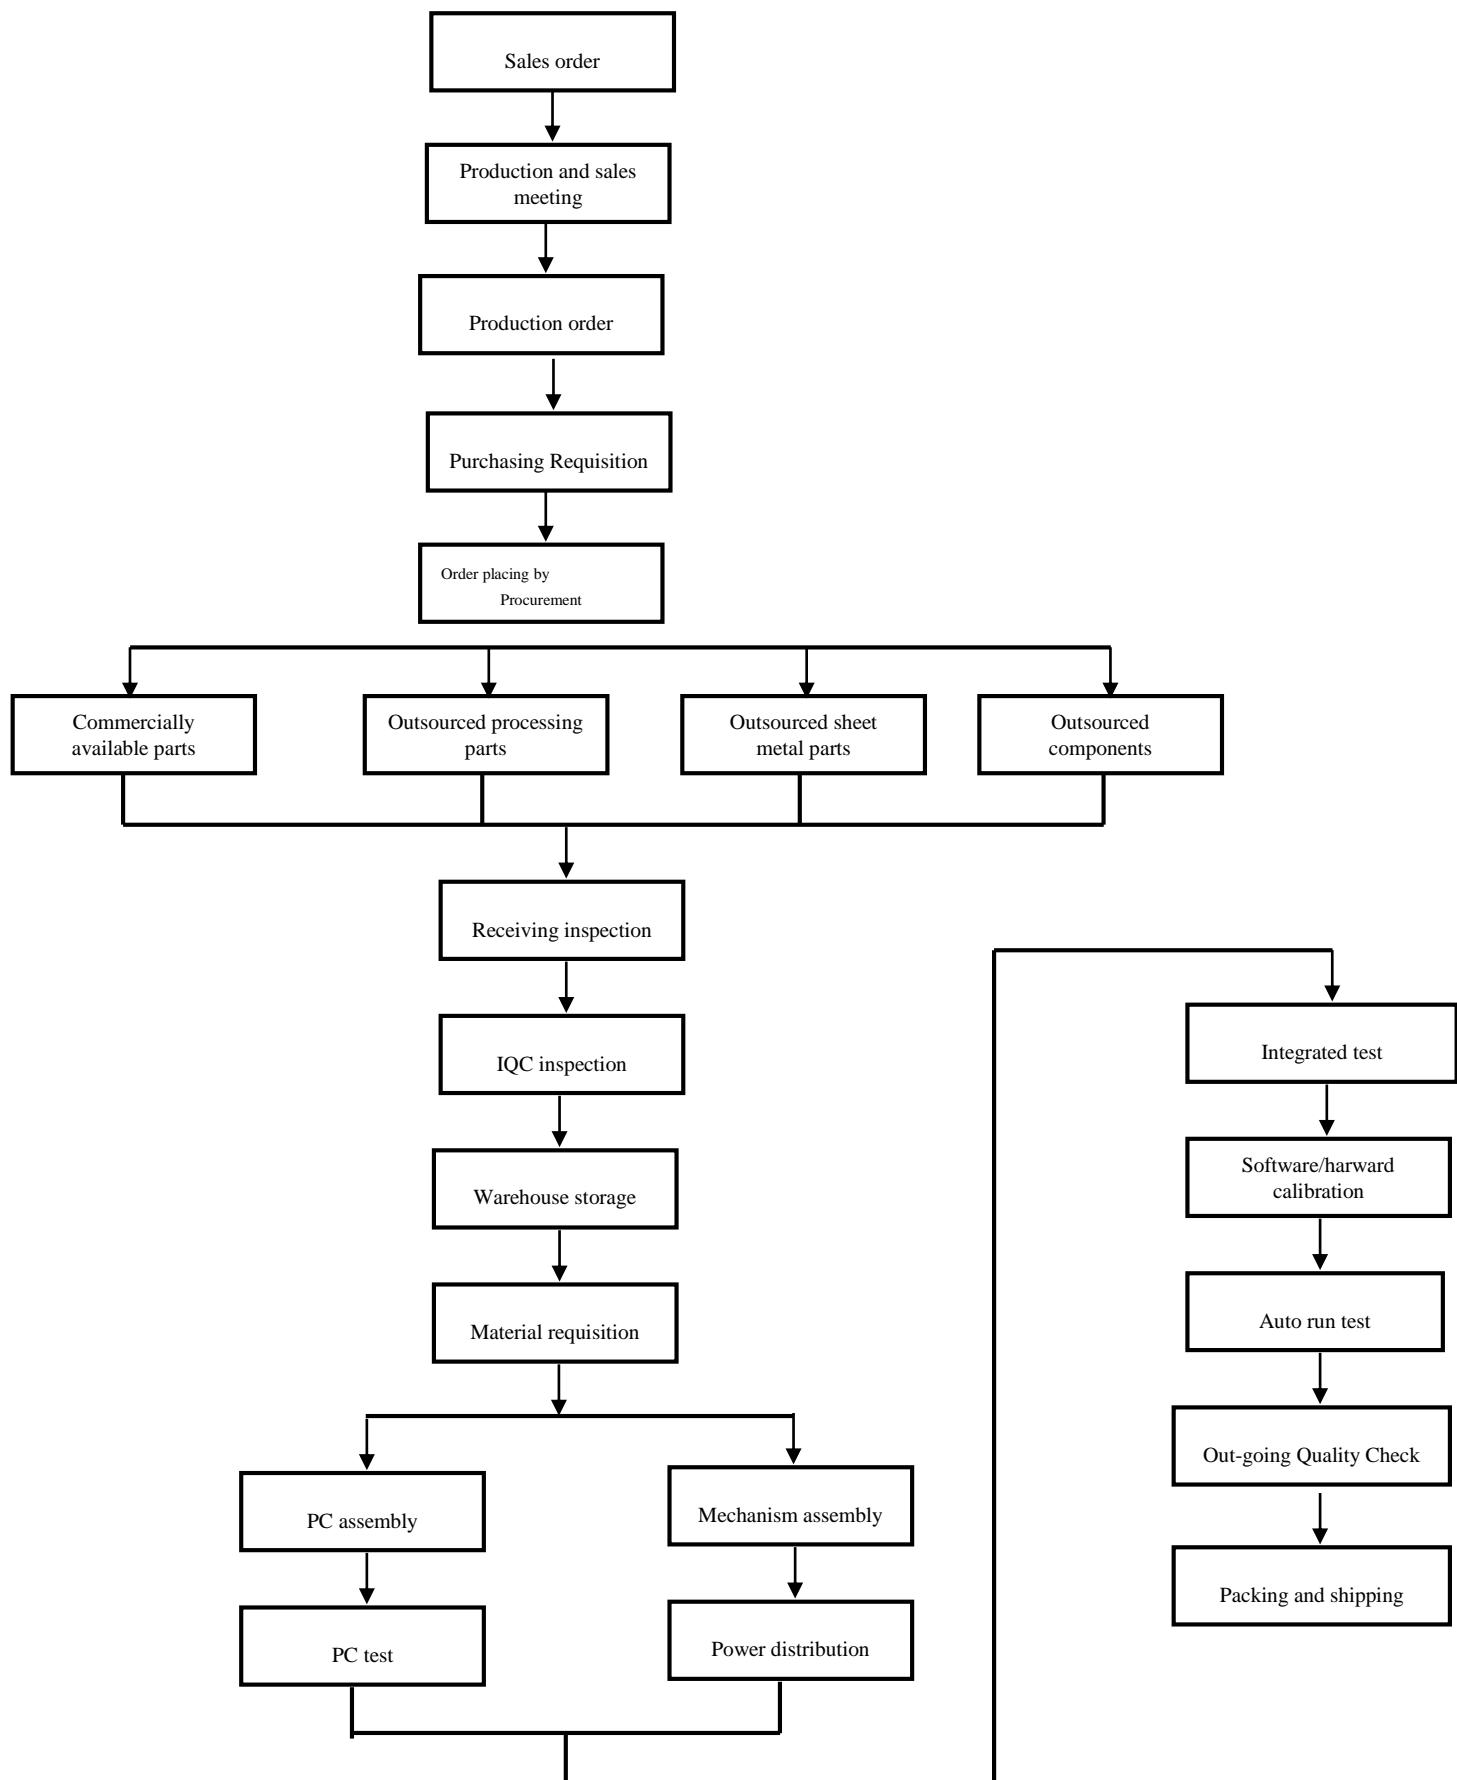 Sales order
Production and sales
meeting
Production order
Purchasing Requisition
Order placing by
Procurement
Commercially
available parts
Outsourced processing
parts
Outsourced sheet
metal parts
Outsourced
components
Receiving inspection
IQC inspection
Warehouse storage
Material requisition
PC assembly
Mechanism assembly
PC test
Power distribution
Integrated test
Software/harward
calibration
Auto run test
Out-going Quality Check
Packing and shipping